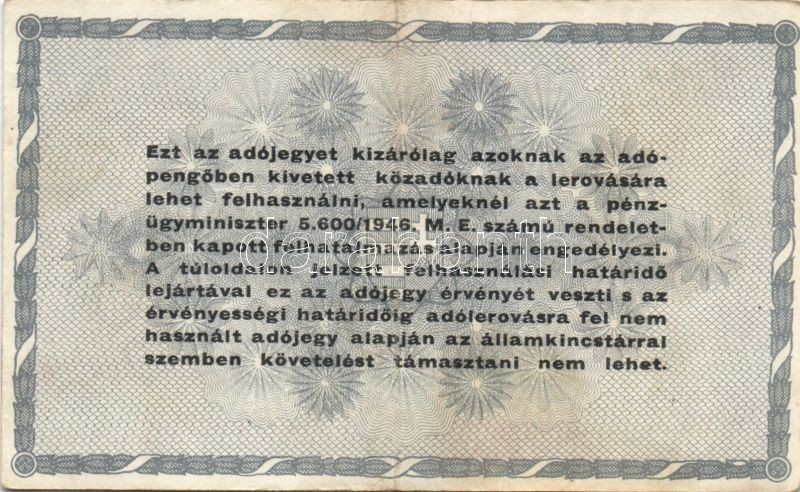 Ezt az adójegyet kizárólag azoknak az adó-
pengőben kivetett közadóknak a lerovására
lehet felhasználni, amelyeknél azt a pénz-
ügyminiszter 5.600/1946. M. E. számú rendelet-
ben kapott felhatalmazás alapján engedélyezi.
A túloldalon jelzett felhasználási határidő
lejártával ez az adójegy érvényét veszti s az
érvényességi határidőig adólerovásra fel nem
használt adójegy alapján az államkincstárral
szemben követelést támasztani nem lehet.